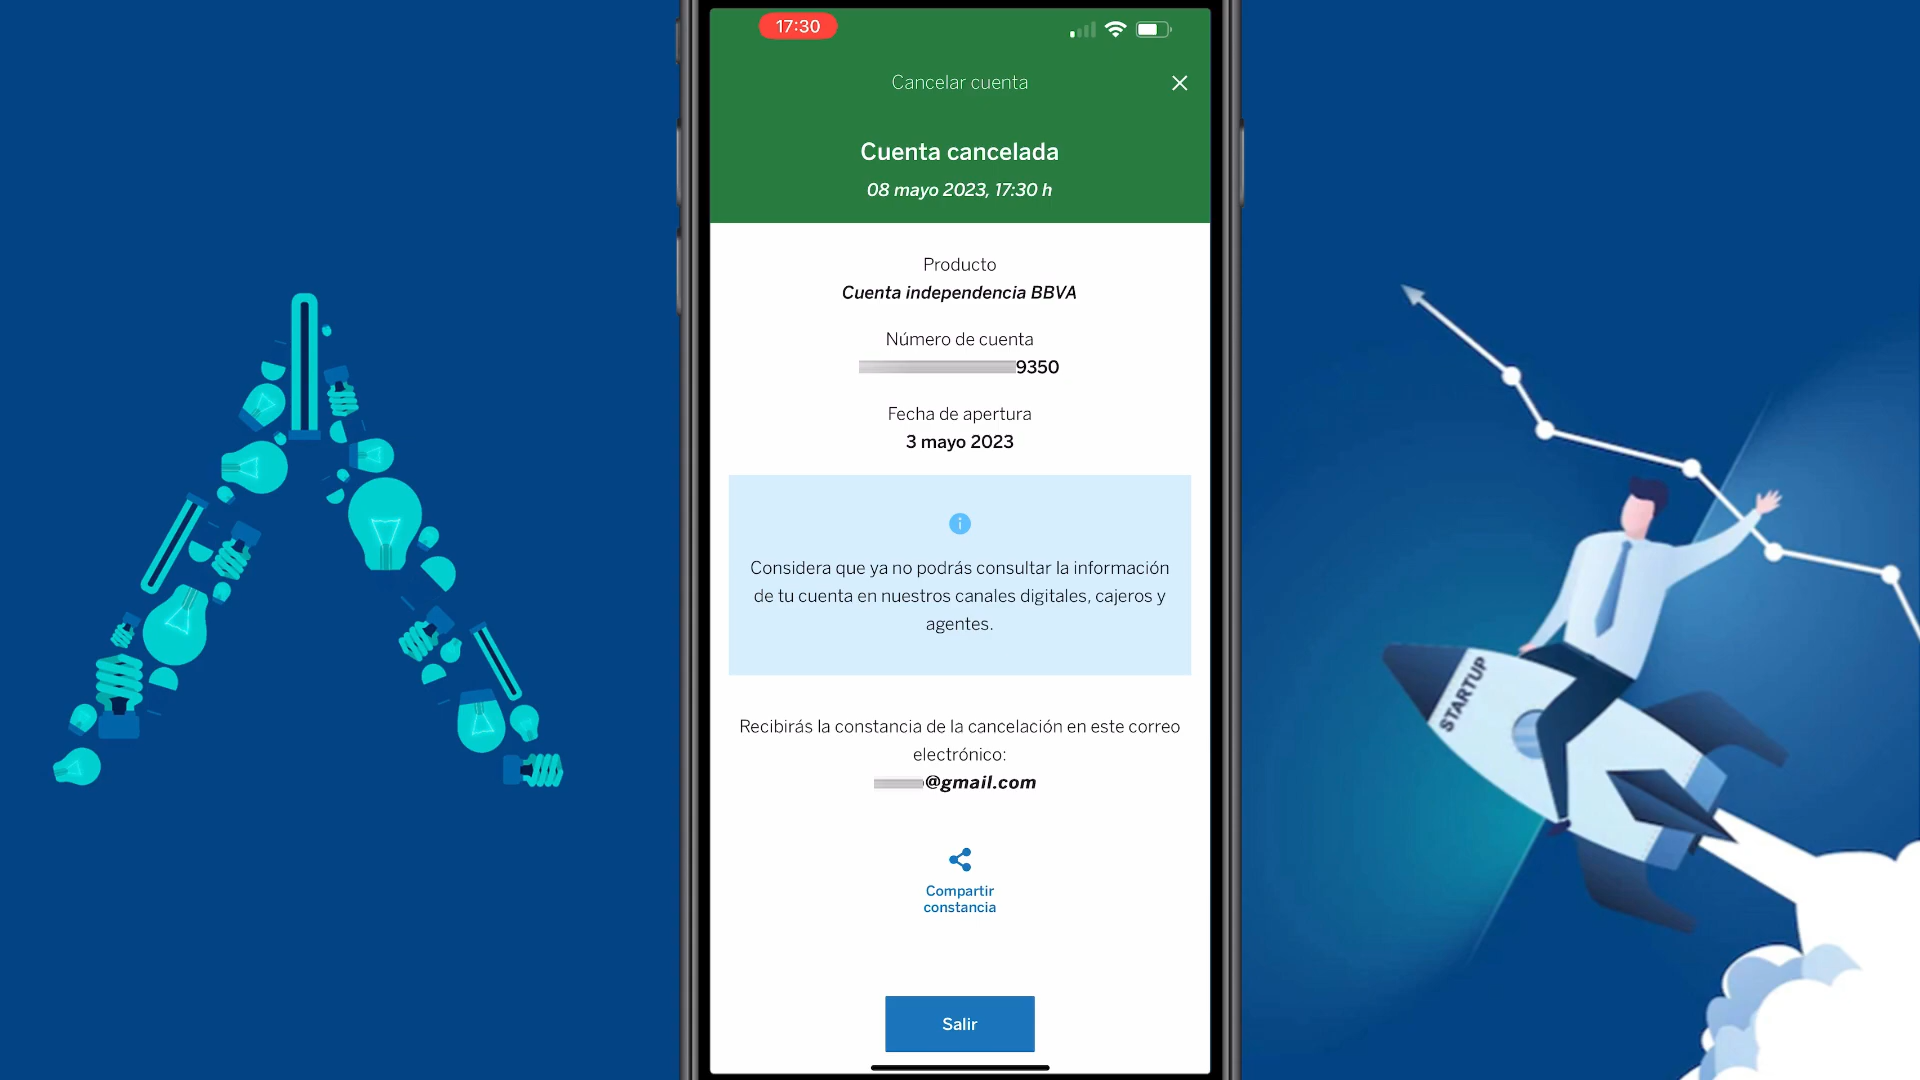 17:30
Cancelar cuenta
Cuenta cancelada
08 mayo 2023, 17:30 h
Producto
Cuenta independencia BBVA
Número de cuenta
9350
Fecha de apertura
3 mayo 2023
Considera que ya no podrás consultar la información
de tu cuenta en nuestros canales digitales, cajeros y
agentes.
Recibirás la constancia de la cancelación en este correo
electrónico:
@gmail.com
Compartir
constancia
Salir
STARTUP